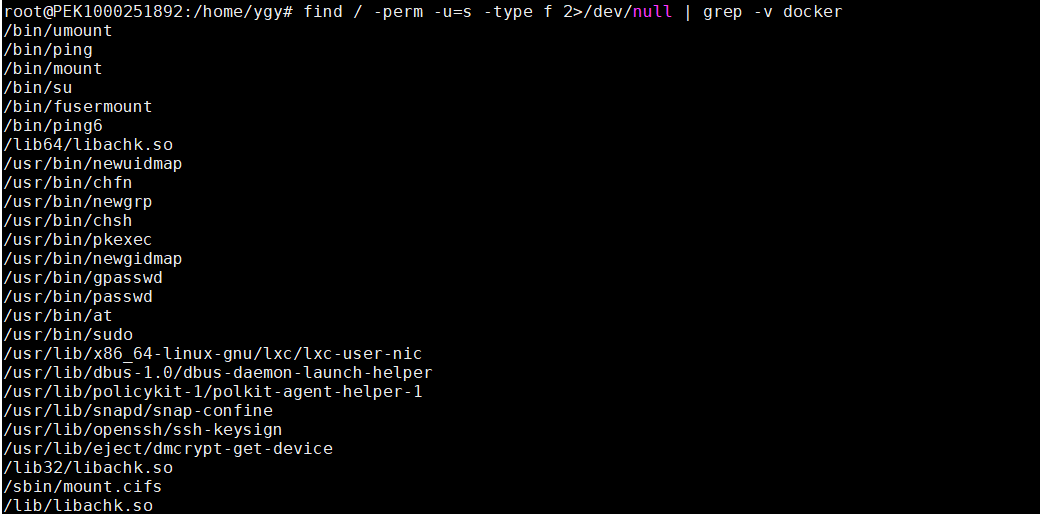 root@PEK1000251892:/home/ygy# find / -perm -u=s -type f 2>/dev/null | grep -v docker
/bin/umount
/bin/ping
/bin/mount
/bin/su
/bin/fusermount
/bin/ping6
/lib64/libachk.so
/usr/bin/newuidmap
/usr/bin/chfn
/usr/bin/newgrp
/usr/bin/chsh
/usr/bin/pkexec
/usr/bin/newgidmap
/usr/bin/gpasswd
/usr/bin/passwd
/usr/bin/at
/usr/bin/sudo
/usr/lib/x86_64-linux-gnu/lxc/lxc-user-nic
/usr/lib/dbus-1.0/dbus-daemon-launch-helper
/usr/lib/policykit-1/polkit-agent-helper-1
/usr/lib/snapd/snap-confine
/usr/lib/openssh/ssh-keysign
/usr/lib/eject/dmcrypt-get-device
/lib32/libachk.so
/sbin/mount.cifs
/lib/libachk.so